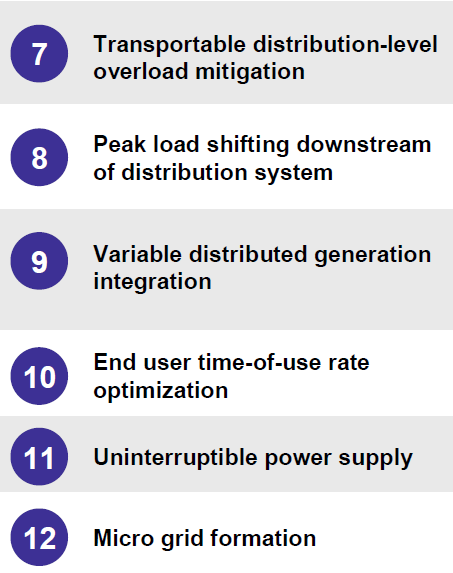 7
Transportable distribution-level
overload mitigation
8
Peak load shifting downstream
of distribution system
9
Variable distributed generation
integration
10
End user time-of-use rate
optimization
11
Uninterruptible power supply
12
Micro grid formation